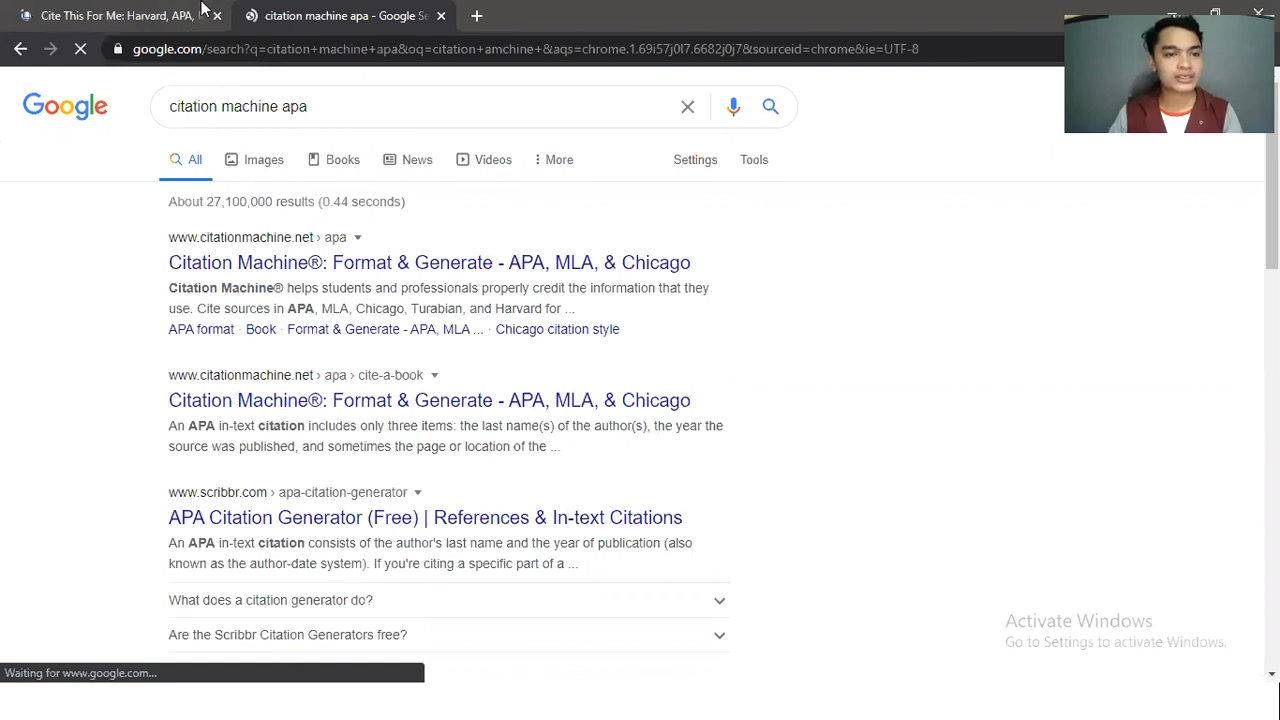 Cite This For Me: Harvard, APA,
citation machine apa - Google Se
google.com/search?q=citation+machine+apa&oq=citation+amchine+&aqs=chrome.1.69i57j0l7.6682j0j7&sourceid=chrome&ie=UTF-8
Google
citation machine apa
All Images Books News Videos More Settings Tools
About 27,100,000 results (0.44 seconds)
www.citationmachine.net › apa
Citation Machine®: Format & Generate - APA, MLA, & Chicago
Citation Machine® helps students and professionals properly credit the information that they
use. Cite sources in APA, MLA, Chicago, Turabian, and Harvard for ...
APA format · Book · Format & Generate - APA, MLA ... · Chicago citation style
www.citationmachine.net › apa › cite-a-book
Citation Machine®: Format & Generate - APA, MLA, & Chicago
An APA in-text citation includes only three items: the last name(s) of the author(s), the year the
source was published, and sometimes the page or location of the ...
www.scribbr.com › apa-citation-generator
APA Citation Generator (Free) | References & In-text Citations
An APA in-text citation consists of the author's last name and the year of publication (also
known as the author-date system). If you're citing a specific part of a ...
What does a citation generator do?
Are the Scribbr Citation Generators free?
Activate Windows
Go to Settings to activate Windows.
Waiting for www.google.com...